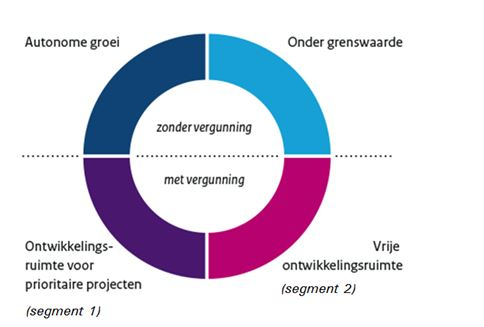 Autonome groei
Onder grenswaarde
zonder vergunning
met vergunning
Ontwikkelings-
ruimte voor
prioritaire projecten
(segment 1)
Vrije
ontwikkelingsruimte
(segment 2)